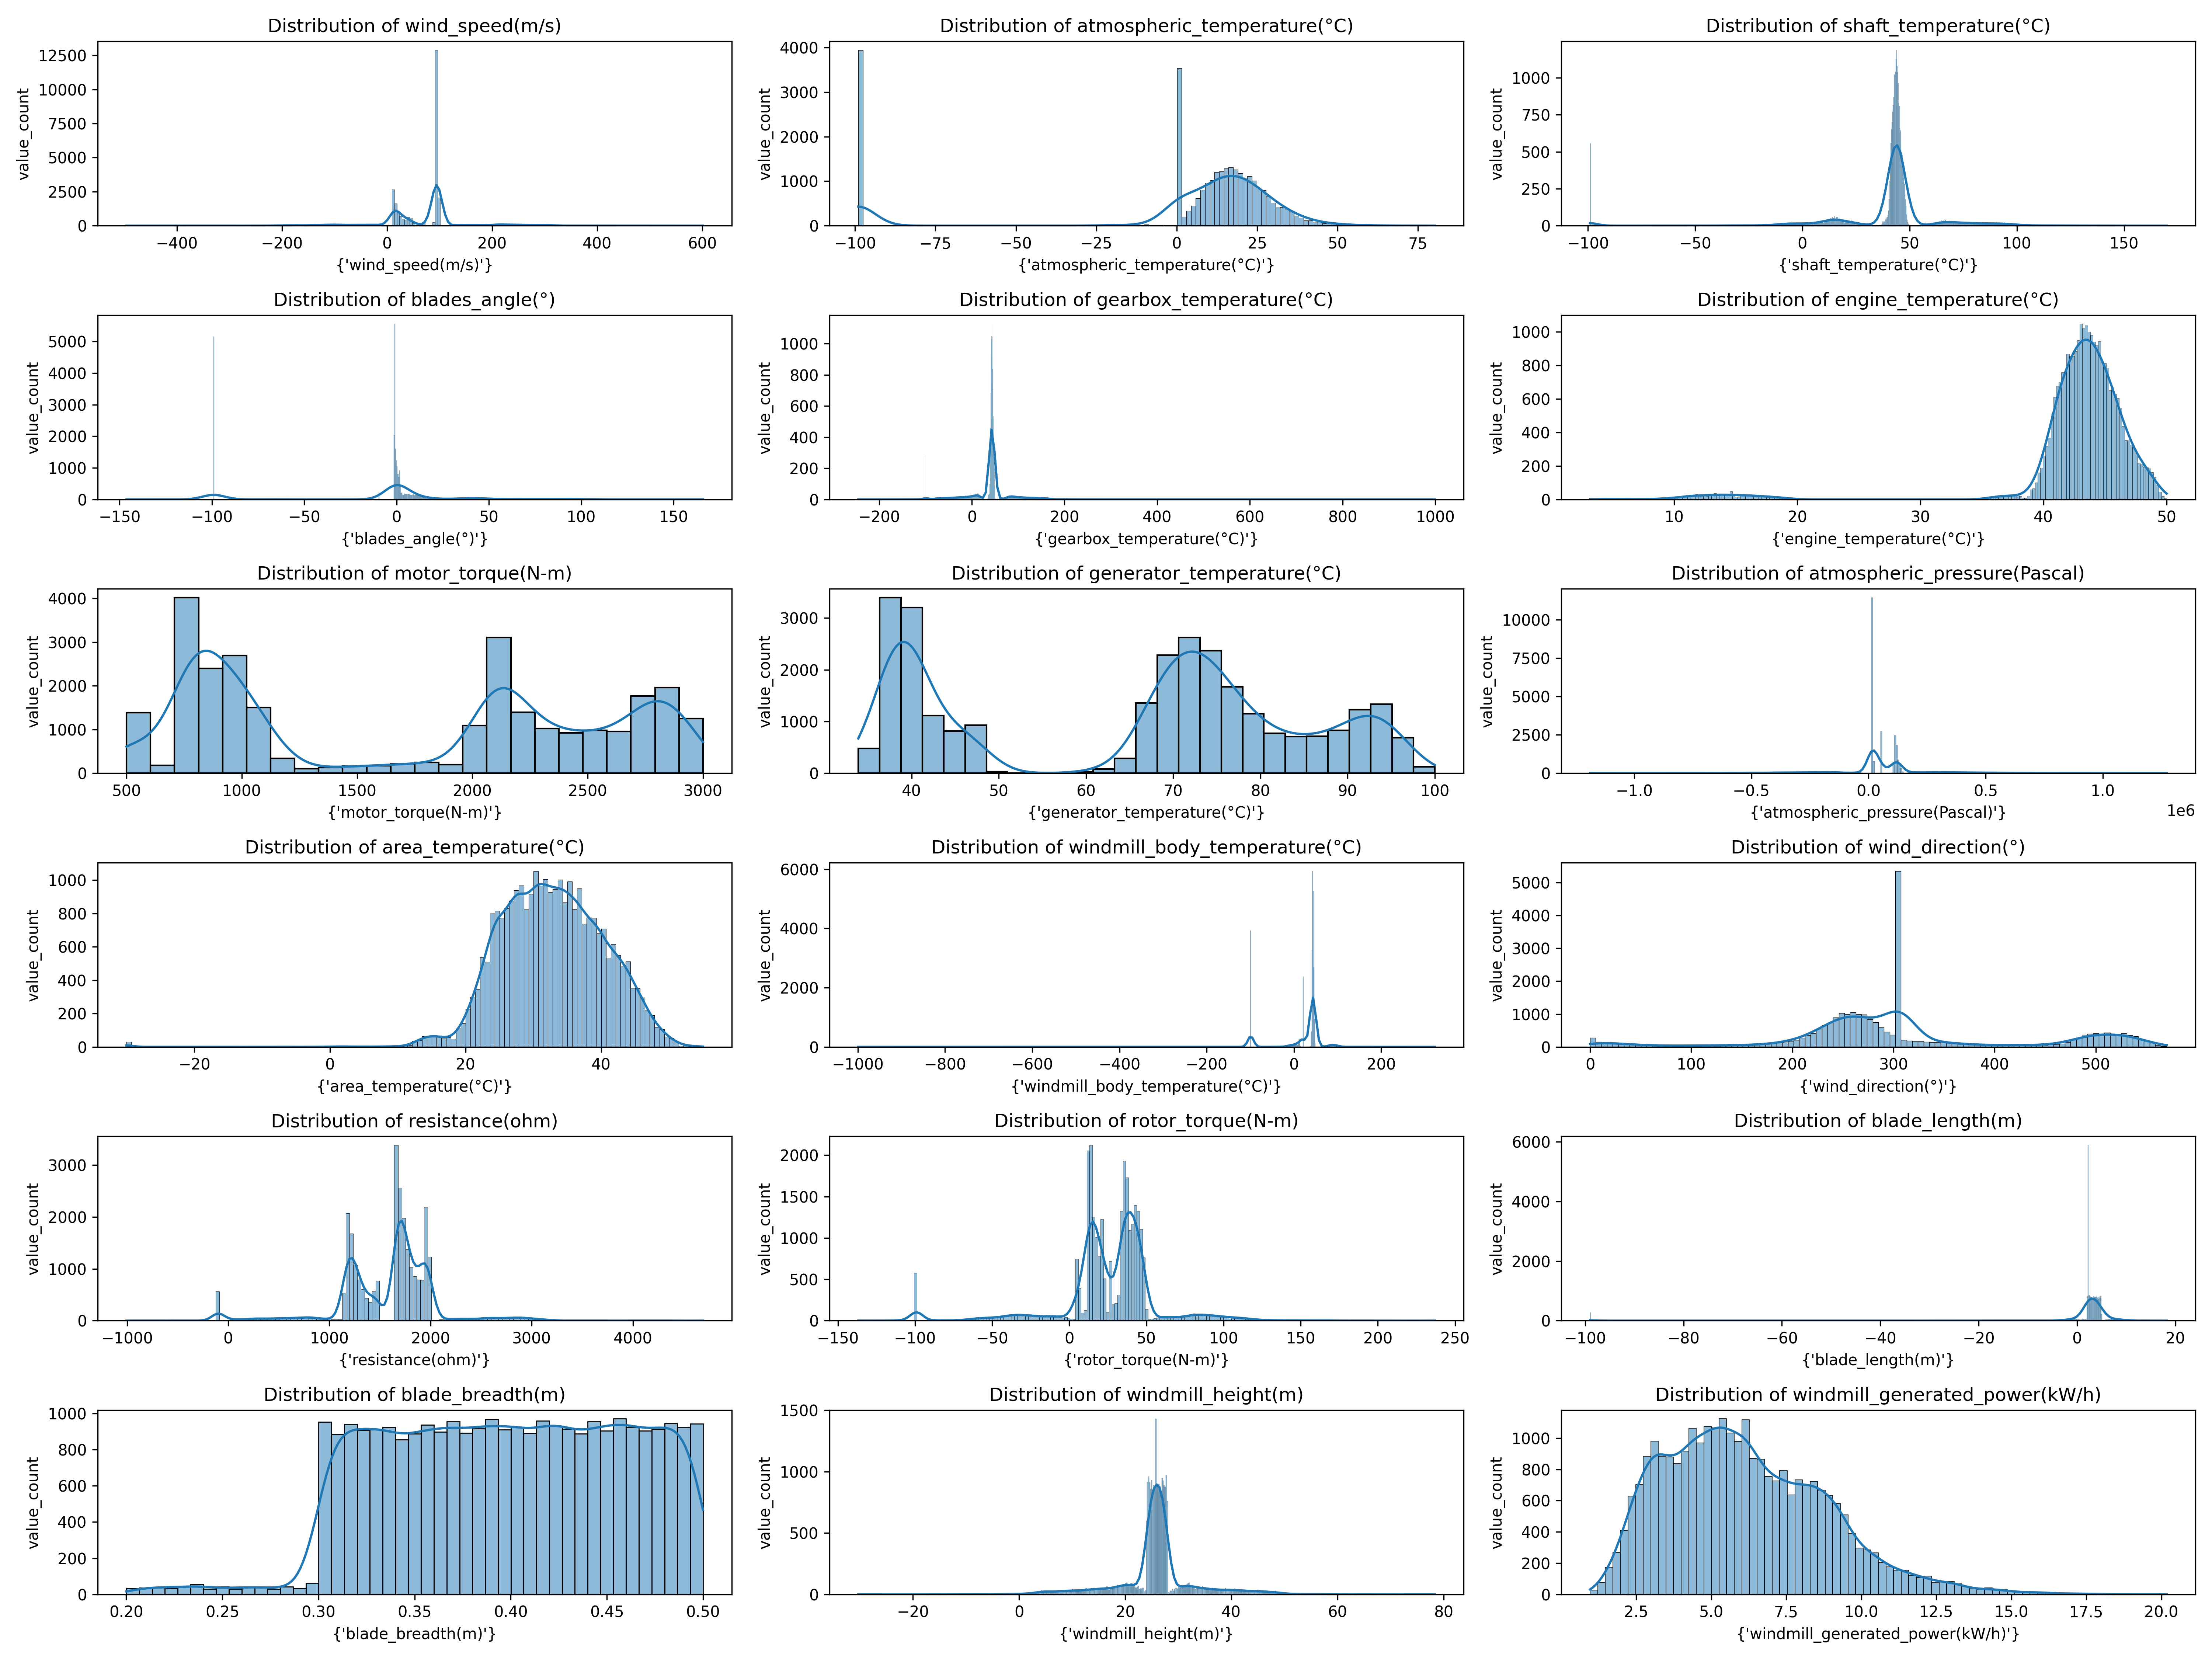 Distribution of wind_speed(m/s)
value_count
12500
10000
7500
5000
2500
0
−400 −200 0 200 400 600
{'wind_speed(m/s)'}
Distribution of atmospheric_temperature(°C)
value_count
4000
3000
2000
1000
0
−100 −75 −50 −25 0 25 50 75
{'atmospheric_temperature(°C)'}
Distribution of shaft_temperature(°C)
value_count
1000
750
500
250
0
−100 −50 0 50 100 150
{'shaft_temperature(°C)'}
Distribution of blades_angle(°)
value_count
5000
4000
3000
2000
1000
0
−150 −100 −50 0 50 100 150
{'blades_angle(°)'}
Distribution of gearbox_temperature(°C)
value_count
1000
800
600
400
200
0
−200 0 200 400 600 800 1000
{'gearbox_temperature(°C)'}
Distribution of engine_temperature(°C)
value_count
1000
800
600
400
200
0
10 20 30 40 50
{'engine_temperature(°C)'}
Distribution of motor_torque(N-m)
value_count
4000
3000
2000
1000
0
500 1000 1500 2000 2500 3000
{'motor_torque(N-m)'}
Distribution of generator_temperature(°C)
value_count
3000
2000
1000
0
40 50 60 70 80 90 100
{'generator_temperature(°C)'}
Distribution of atmospheric_pressure(Pascal)
value_count
10000
7500
5000
2500
0
−1.0 −0.5 0.0 0.5 1.0
{'atmospheric_pressure(Pascal)'}
1e6
Distribution of area_temperature(°C)
value_count
1000
800
600
400
200
0
−20 0 20 40
{'area_temperature(°C)'}
Distribution of windmill_body_temperature(°C)
value_count
6000
4000
2000
0
−1000 −800 −600 −400 −200 0 200
{'windmill_body_temperature(°C)'}
Distribution of wind_direction(°)
value_count
5000
4000
3000
2000
1000
0
0 100 200 300 400 500
{'wind_direction(°)'}
Distribution of resistance(ohm)
value_count
3000
2000
1000
0
−1000 0 1000 2000 3000 4000
{'resistance(ohm)'}
Distribution of rotor_torque(N-m)
value_count
2000
1500
1000
500
0
−150 −100 −50 0 50 100 150 200 250
{'rotor_torque(N-m)'}
Distribution of blade_length(m)
value_count
6000
4000
2000
0
−100 −80 −60 −40 −20 0 20
{'blade_length(m)'}
Distribution of blade_breadth(m)
value_count
1000
800
600
400
200
0
0.20 0.25 0.30 0.35 0.40 0.45 0.50
{'blade_breadth(m)'}
Distribution of windmill_height(m)
value_count
1500
1000
500
0
−20 0 20 40 60 80
{'windmill_height(m)'}
Distribution of windmill_generated_power(kW/h)
value_count
1000
800
600
400
200
0
2.5 5.0 7.5 10.0 12.5 15.0 17.5 20.0
{'windmill_generated_power(kW/h)'}